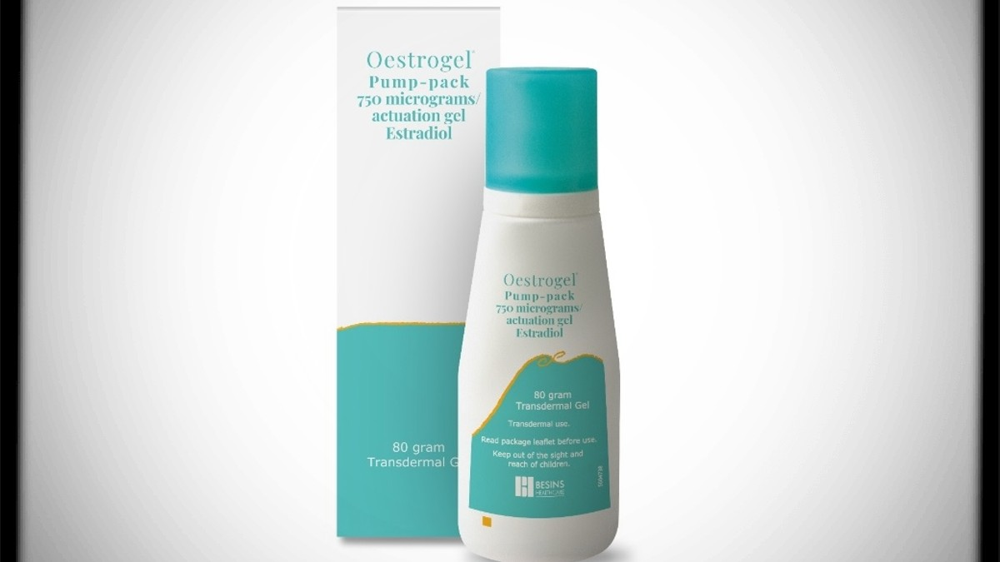 Oestrogel®
Pump-pack
750 micrograms/
actuation gel
Estradiol
80 gram
Transdermal G
Oestrogel®
Pump-pack
750 micrograms/
actuation gel
Estradiol
80 gram
Transdermal Gel
Transdermal use.
Read package leaflet before use.
Keep out of the sight and
reach of children.
BESINS
HEALTHCARE